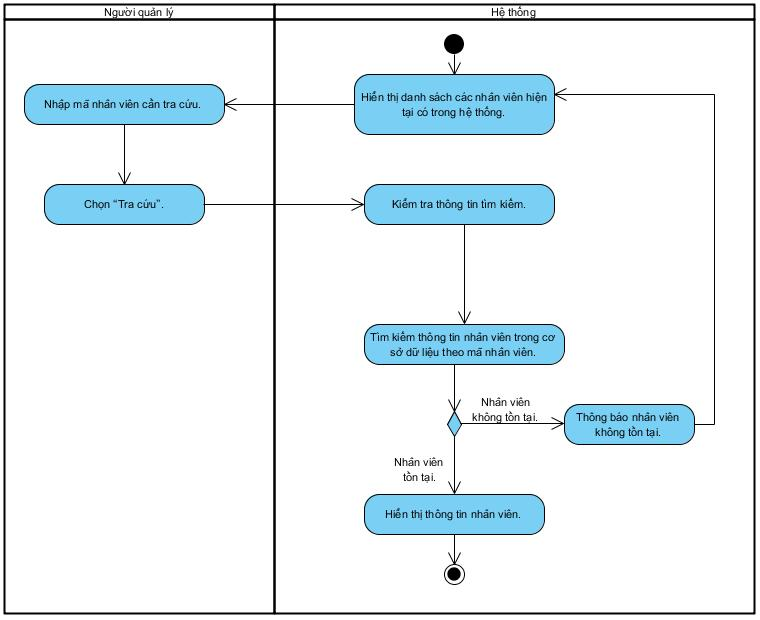 Người quản lý
Hệ thống
Hiển thị danh sách các nhân viên hiện
tại có trong hệ thống.
Nhập mã nhân viên cần tra cứu.
Chọn “Tra cứu”.
Kiểm tra thông tin tìm kiếm.
Tìm kiếm thông tin nhân viên trong cơ
sở dữ liệu theo mã nhân viên.
Nhân viên
không tồn tại.
Thông báo nhân viên
không tồn tại.
Nhân viên
tồn tại.
Hiển thị thông tin nhân viên.